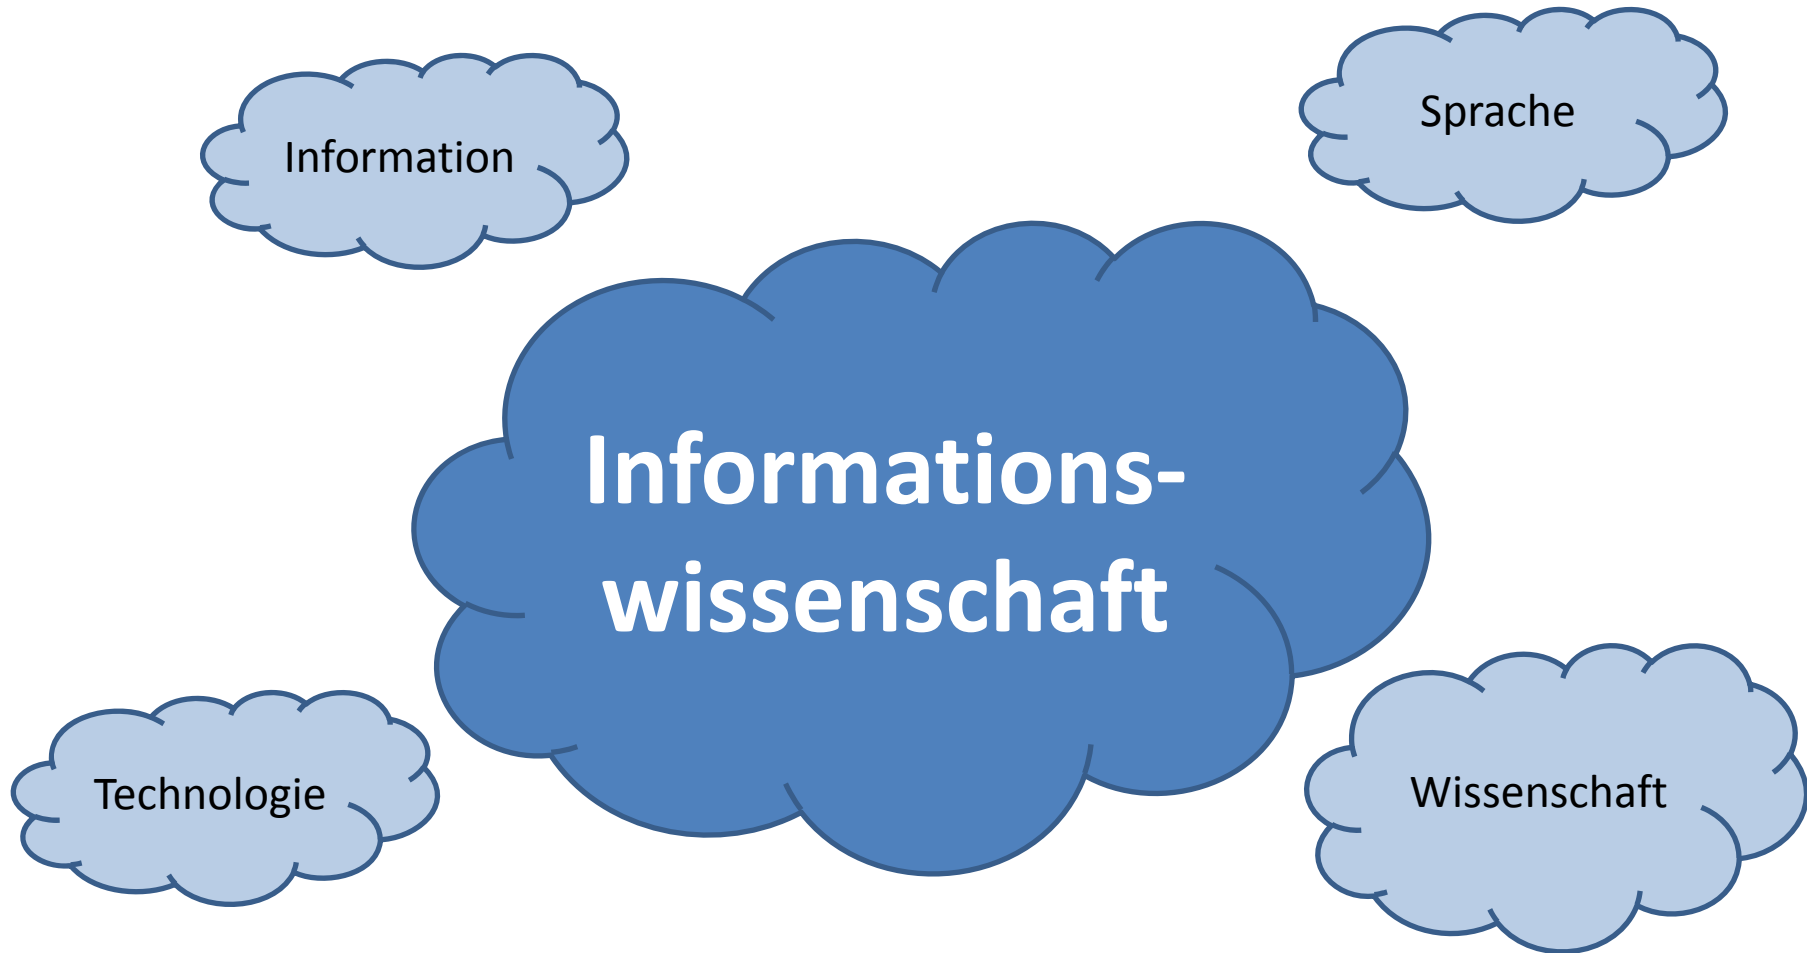 Sprache
Information
Informations-
wissenschaft
Technologie
Wissenschaft